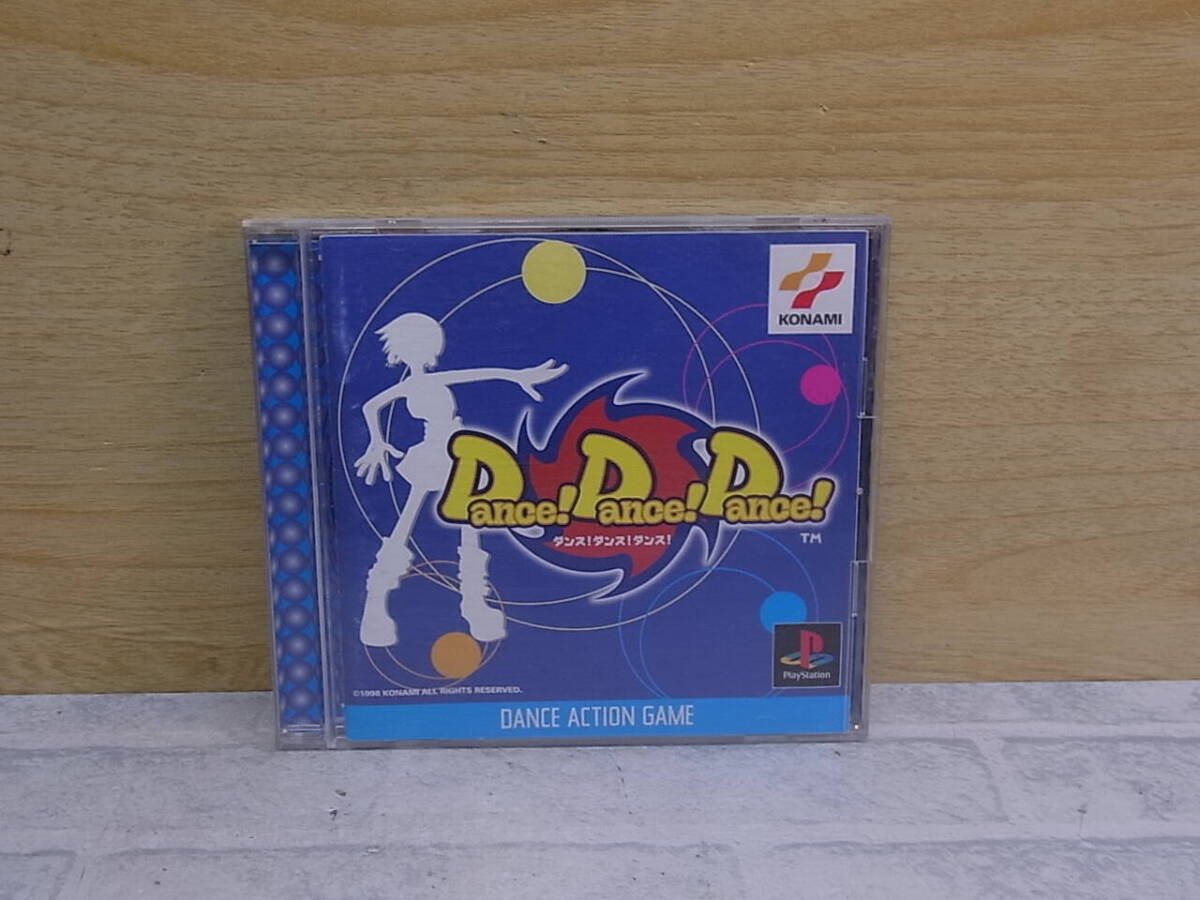 KONAMI
Dance! Dance! Dance!
ダンス!ダンス!ダンス!
TM
PlayStation
©1998 KONAMI ALL RIGHTS RESERVED.
DANCE ACTION GAME